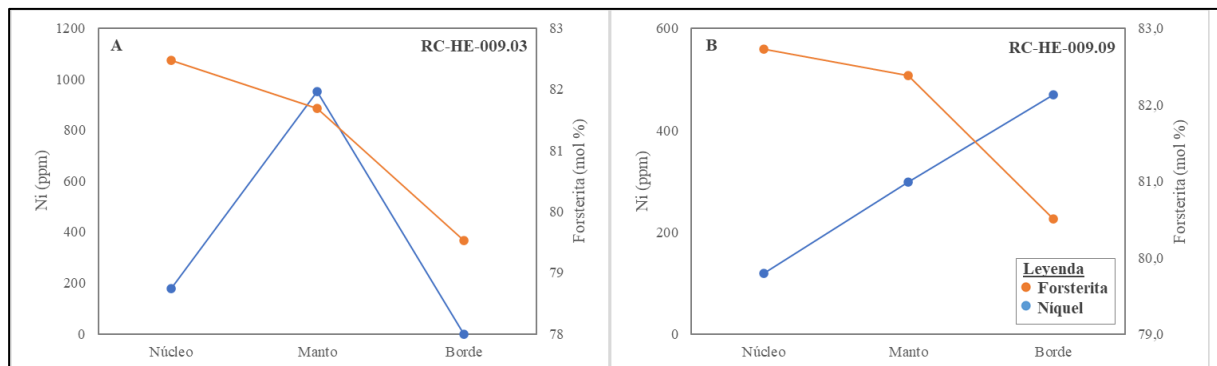 A
RC-HE-009.03
Ni (ppm)
1200
1000
800
600
400
200
0
Forsterita (mol %)
83
82
81
80
79
78
Núcleo Manto Borde
B
RC-HE-009.09
Ni (ppm)
600
400
200
0
Forsterita (mol %)
83,0
82,0
81,0
80,0
79,0
Núcleo Manto Borde
Leyenda
Forsterita
Níquel